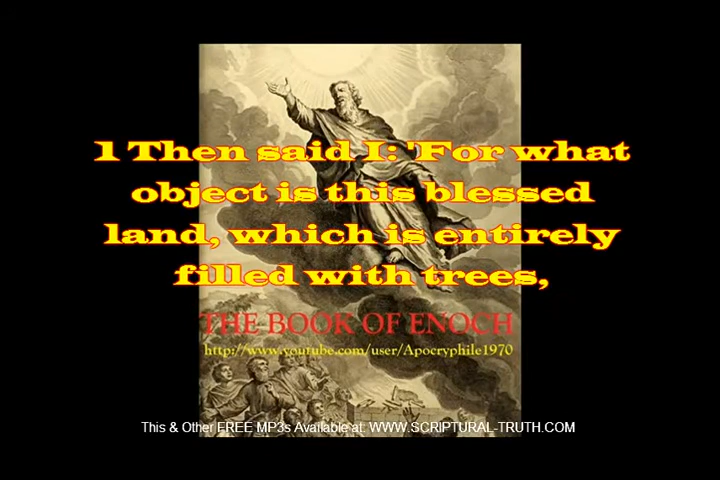 1 Then said I: 'For what
object is this blessed
land, which is entirely
filled with trees,
THE BOOK OF ENOCH
http://www.youtube.com/user/Apocryphile1970
This & Other FREE MP3s Available at: WWW.SCRIPTURAL-TRUTH.COM